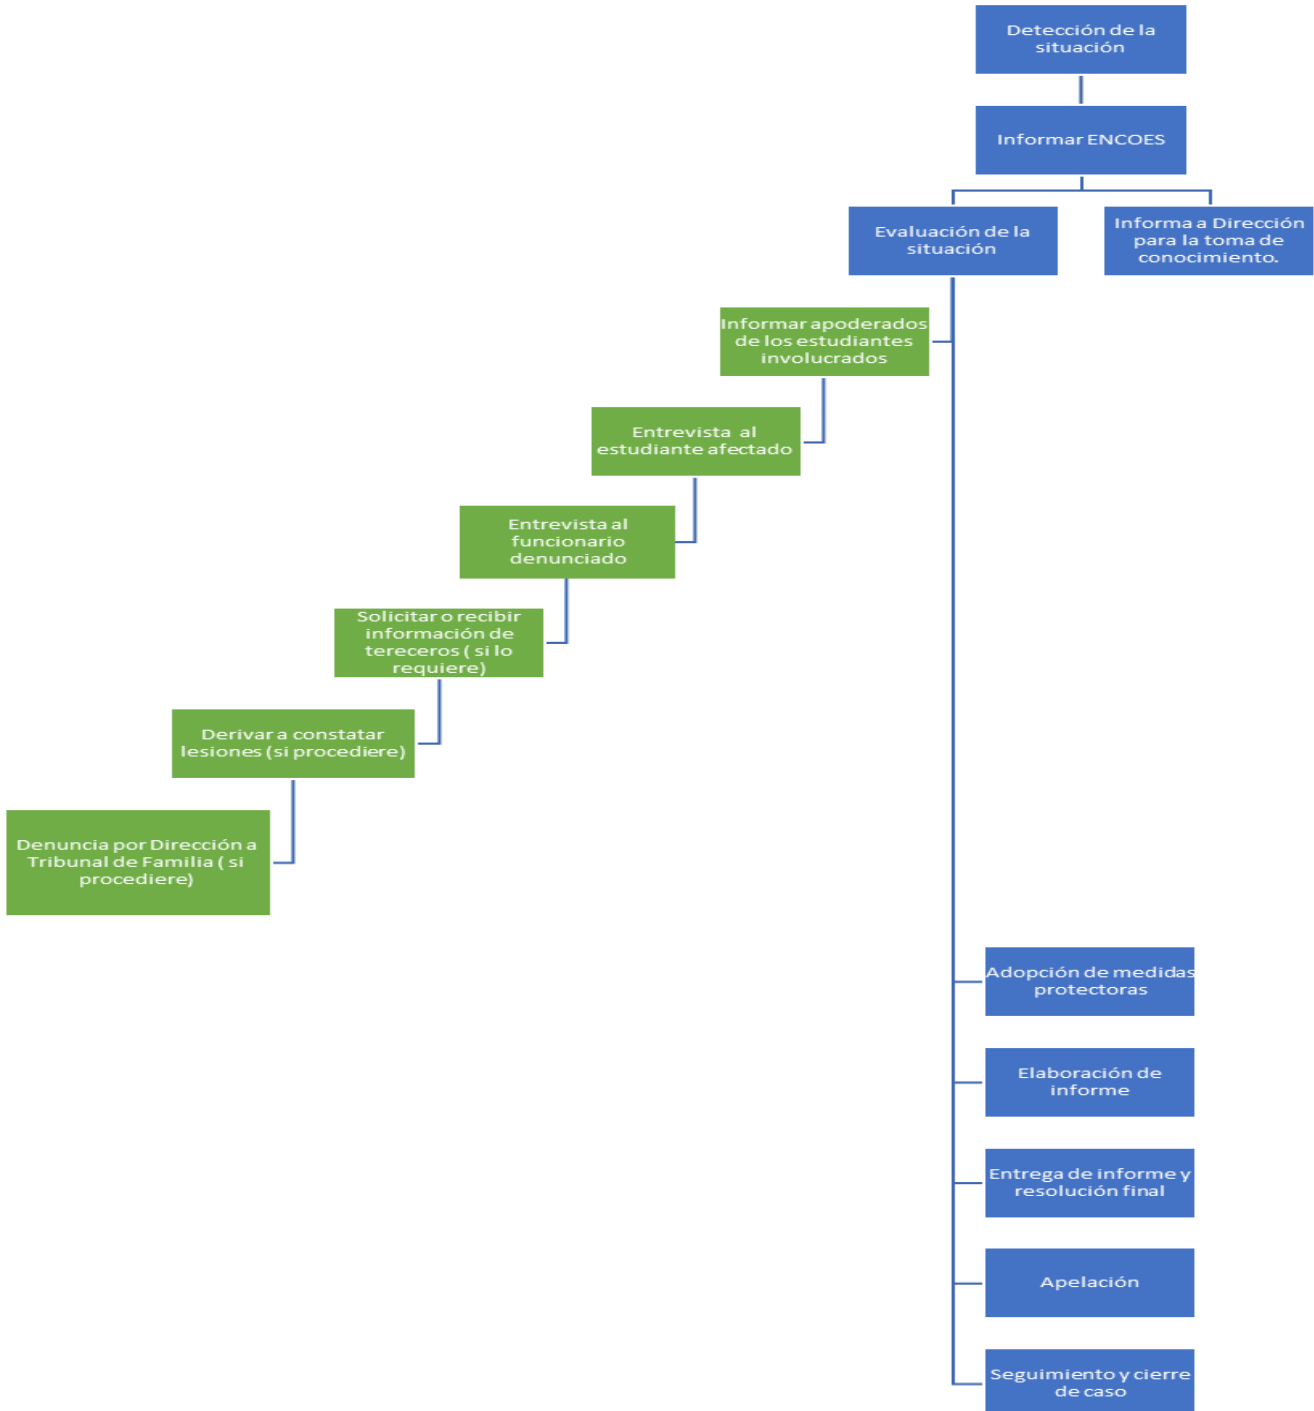 Detección de la
situación
Informar ENCOES
Evaluación de la
situación
Informa a Dirección
para la toma de
conocimiento.
Informar apoderados
de los estudiantes
involucrados
Entrevista al
estudiante afectado
Entrevista al
funcionario
denunciado
Solicitar o recibir
información de
tereceros ( si lo
requiere)
Derivar a constatar
lesiones (si procediere)
Denuncia por Dirección a
Tribunal de Familia ( si
procediere)
Adopción de medidas
protectoras
Elaboración de
informe
Entrega de informe y
resolución final
Apelación
Seguimiento y cierre
de caso